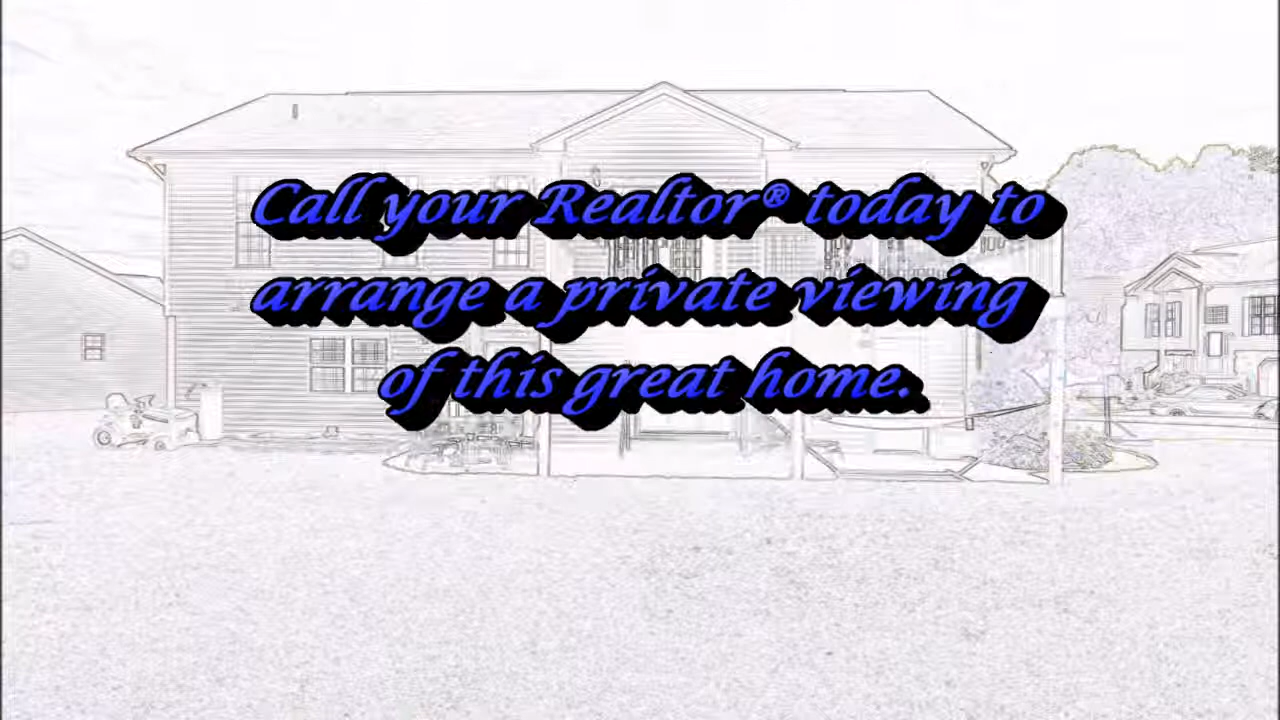 Call your Realtor® today to
arrange a private viewing
of this great home.